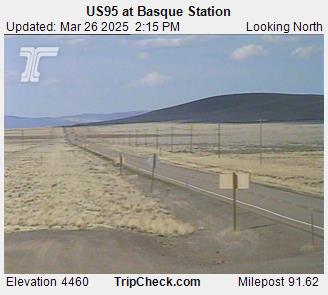 US95 at Basque Station
Updated: Mar 26 2025 2:15 PM Looking North
Elevation 4460 TripCheck.com Milepost 91.62